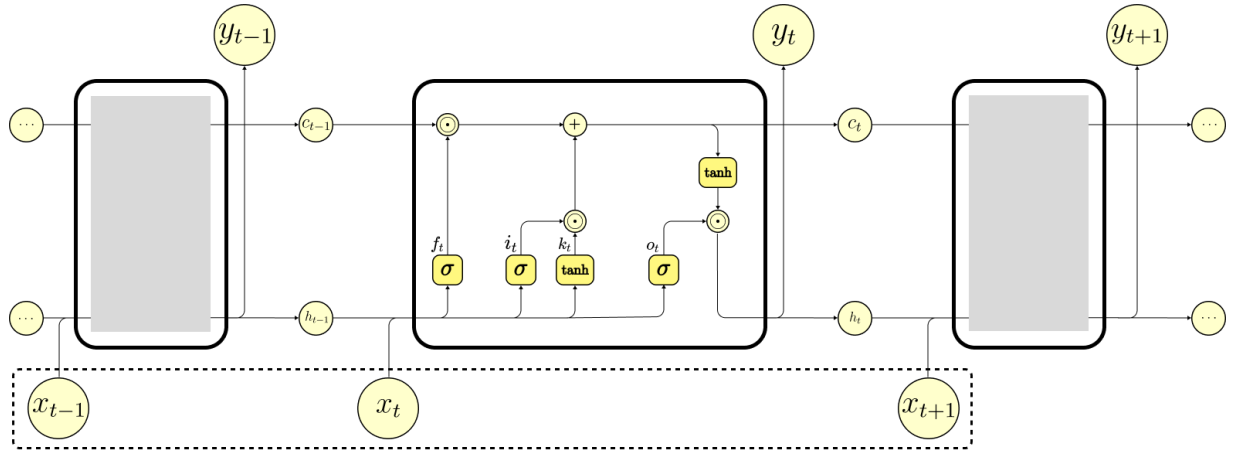 y_{t−1} y_t y_{t+1}
⋯ c_{t−1} ⊙ + c_t ⋯
tanh
f_t i_t ⊙ k_t o_t ⊙
σ σ tanh σ
⋯ h_{t−1} h_t ⋯
x_{t−1} x_t x_{t+1}